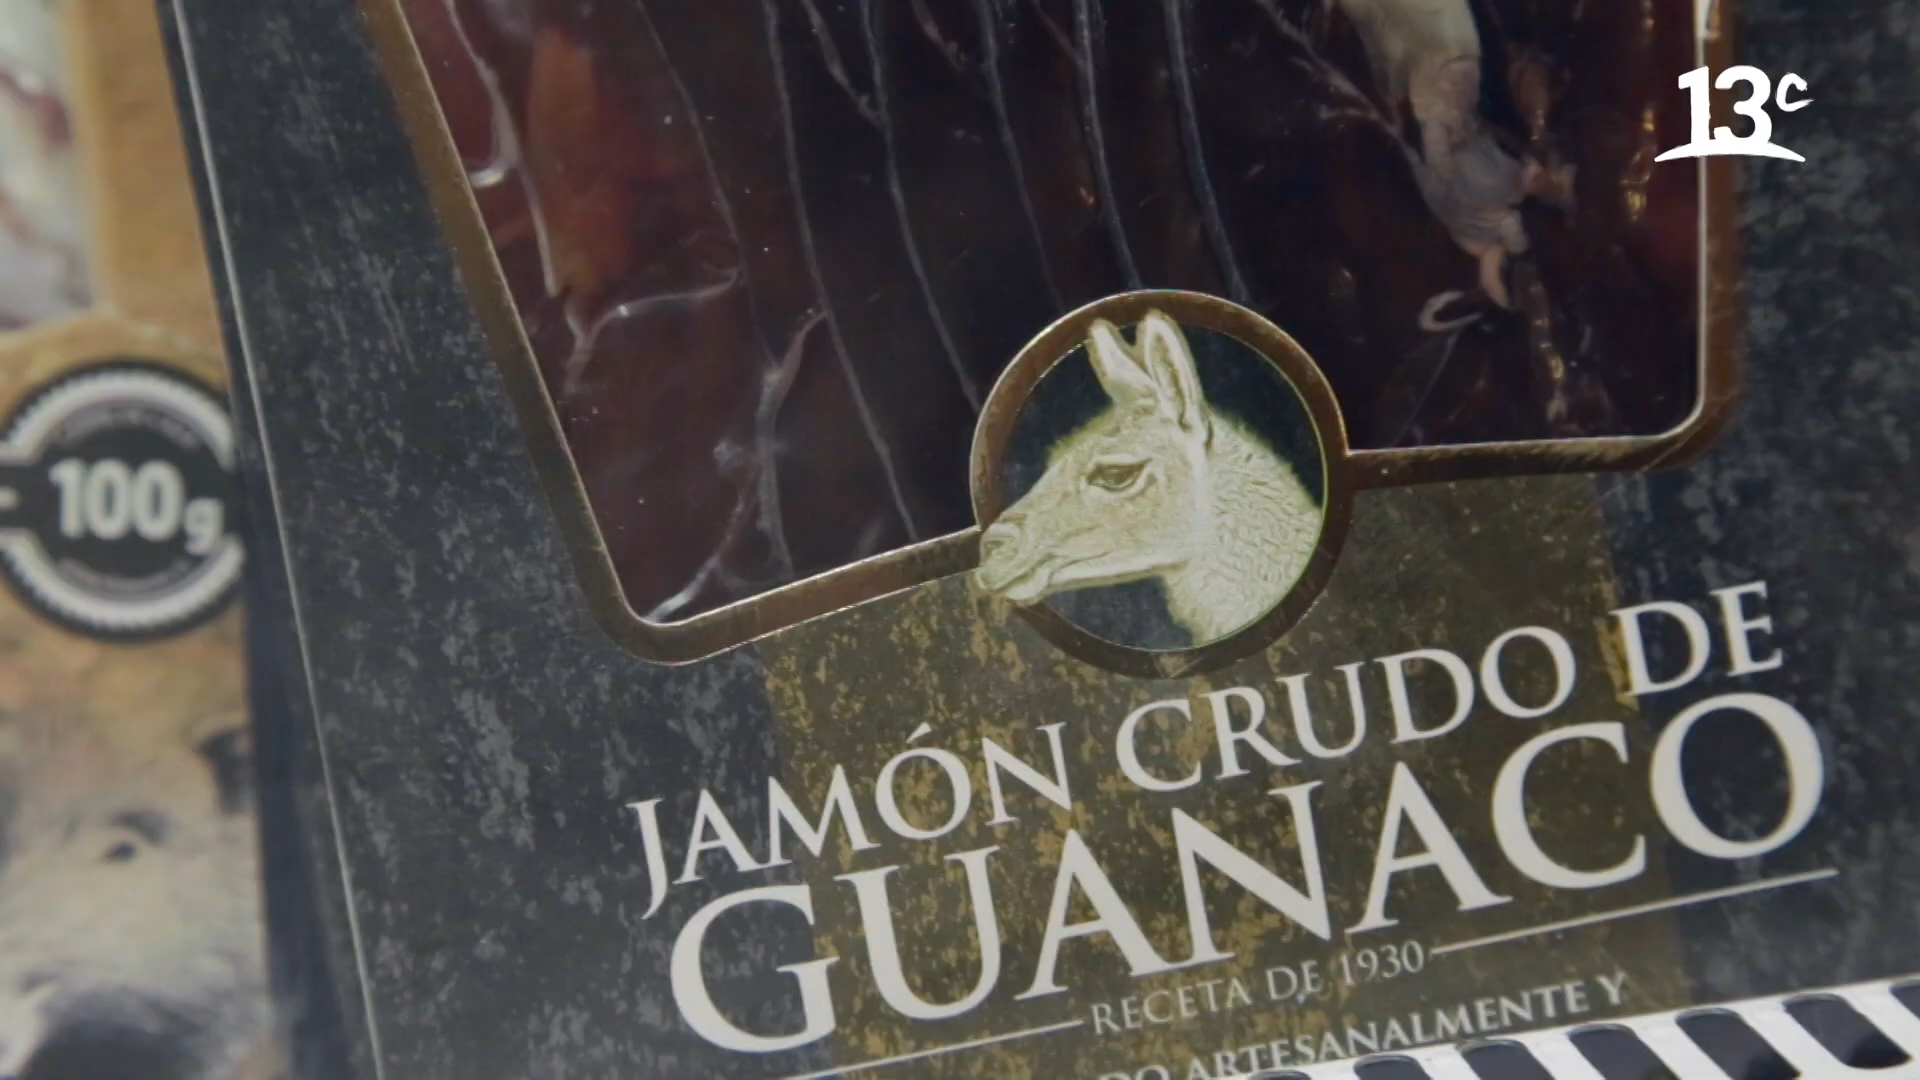 13c
100g
JAMÓN CRUDO DE
GUANACO
RECETA DE 1930
ARTESANALMENTE Y